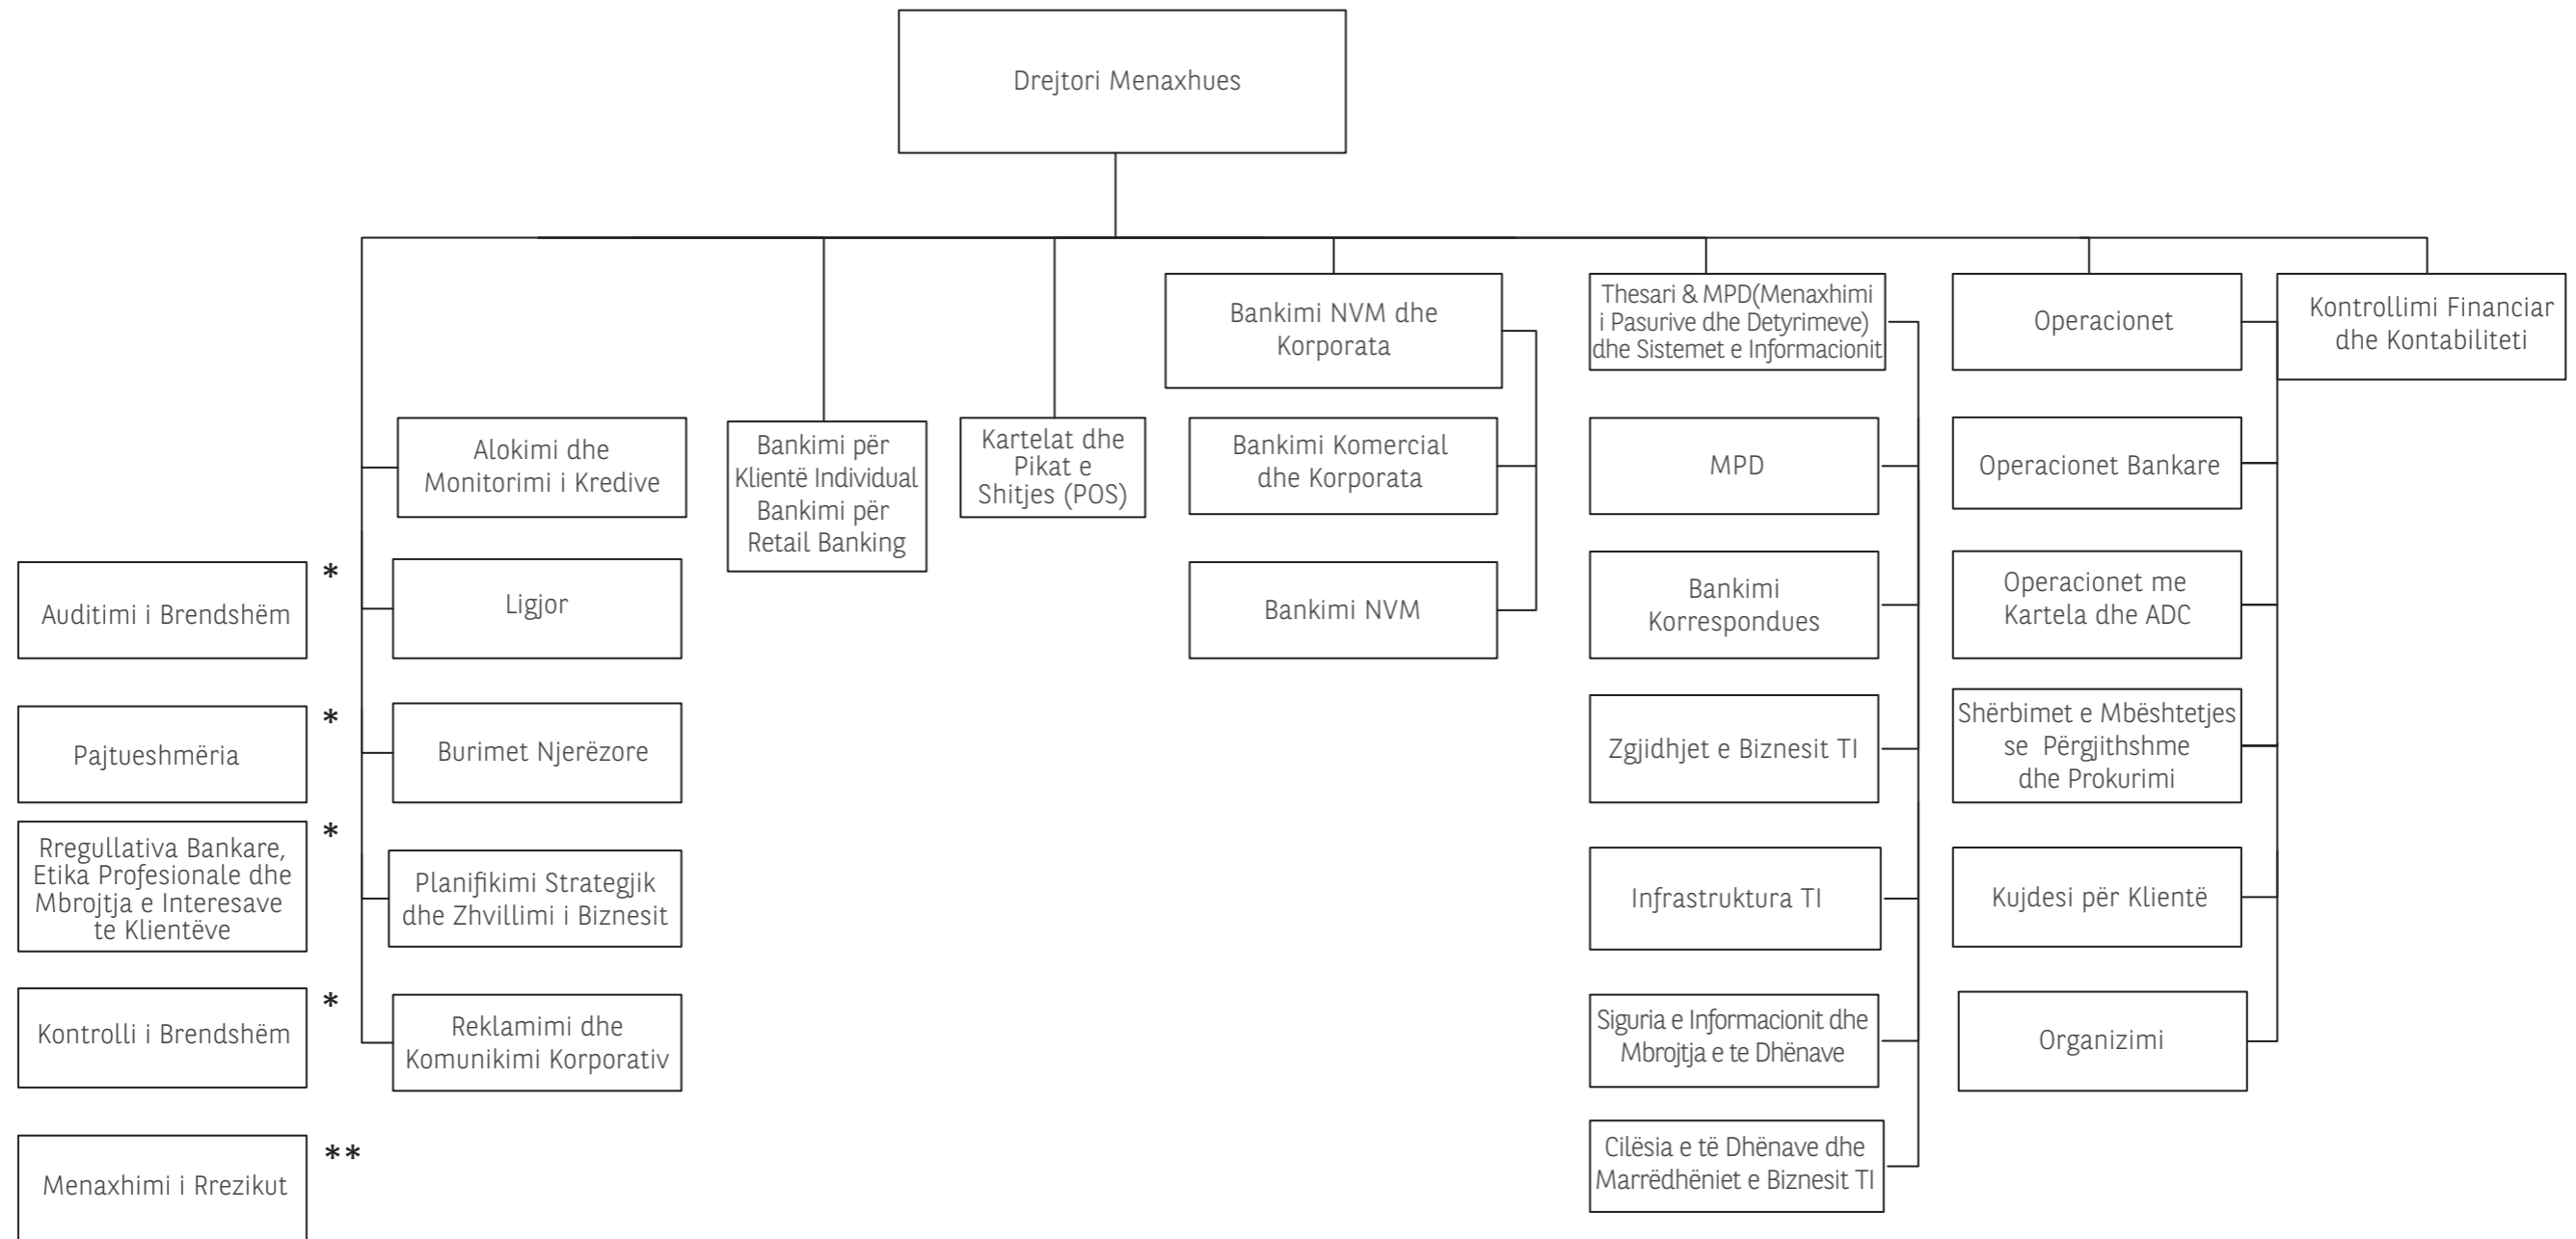 Drejtori Menaxhues
Bankimi NVM dhe
Korporata
Thesari & MPD(Menaxhimi
i Pasurive dhe Detyrimeve)
dhe Sistemet e Informacionit
Operacionet
Kontrollimi Financiar
dhe Kontabiliteti
Alokimi dhe
Monitorimi i Kredive
Bankimi për
Klientë Individual
Bankimi për
Retail Banking
Kartelat dhe
Pikat e
Shitjes (POS)
Bankimi Komercial
dhe Korporata
MPD
Operacionet Bankare
Auditimi i Brendshëm
*
Ligjor
Bankimi NVM
Bankimi
Korrespondues
Operacionet me
Kartela dhe ADC
Pajtueshmëria
*
Burimet Njerëzore
Zgjidhjet e Biznesit TI
Shërbimet e Mbështetjes
se Përgjithshme
dhe Prokurimi
Rregullativa Bankare,
Etika Profesionale dhe
Mbrojtja e Interesave
te Klientëve
*
Planifikimi Strategjik
dhe Zhvillimi i Biznesit
Infrastruktura TI
Kujdesi për Klientë
Kontrolli i Brendshëm
*
Reklamimi dhe
Komunikimi Korporativ
Siguria e Informacionit dhe
Mbrojtja e te Dhënave
Organizimi
Menaxhimi i Rrezikut
**
Cilësia e të Dhënave dhe
Marrëdhëniet e Biznesit TI